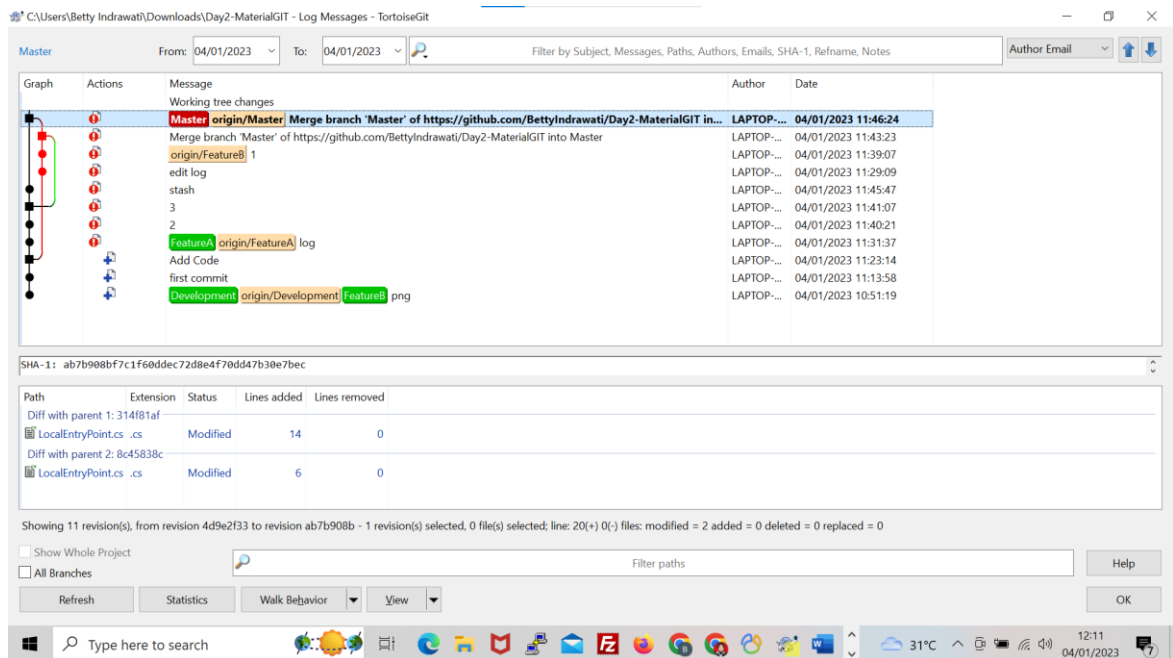 C:\Users\Betty Indrawati\Downloads\Day2-MaterialGIT - Log Messages - TortoiseGit
Master From: 04/01/2023 To: 04/01/2023 Filter by Subject, Messages, Paths, Authors, Emails, SHA-1, Refname, Notes Author Email
Graph Actions Message Author Date
Working tree changes
Master origin/Master Merge branch 'Master' of https://github.com/BettyIndrawati/Day2-MaterialGIT in... LAPTOP-... 04/01/2023 11:46:24
Merge branch 'Master' of https://github.com/BettyIndrawati/Day2-MaterialGIT into Master LAPTOP-... 04/01/2023 11:43:23
origin/FeatureB 1 LAPTOP-... 04/01/2023 11:39:07
edit log LAPTOP-... 04/01/2023 11:29:09
stash LAPTOP-... 04/01/2023 11:45:47
3 LAPTOP-... 04/01/2023 11:41:07
2 LAPTOP-... 04/01/2023 11:40:21
FeatureA origin/FeatureA log LAPTOP-... 04/01/2023 11:31:37
Add Code LAPTOP-... 04/01/2023 11:23:14
first commit LAPTOP-... 04/01/2023 11:13:58
Development origin/Development FeatureB png LAPTOP-... 04/01/2023 10:51:19
SHA-1: ab7b908bf7c1f60ddec72d8e4f70dd47b30e7bec
Path Extension Status Lines added Lines removed
Diff with parent 1: 314f81af
LocalEntryPoint.cs .cs Modified 14 0
Diff with parent 2: 8c45838c
LocalEntryPoint.cs .cs Modified 6 0
Showing 11 revision(s), from revision 4d9e2f33 to revision ab7b908b - 1 revision(s) selected, 0 file(s) selected; line: 20(+) 0(-) files: modified = 2 added = 0 deleted = 0 replaced = 0
Show Whole Project
All Branches
Filter paths
Help
Refresh Statistics Walk Behavior View OK
Type here to search 31°C 12:11
04/01/2023
7